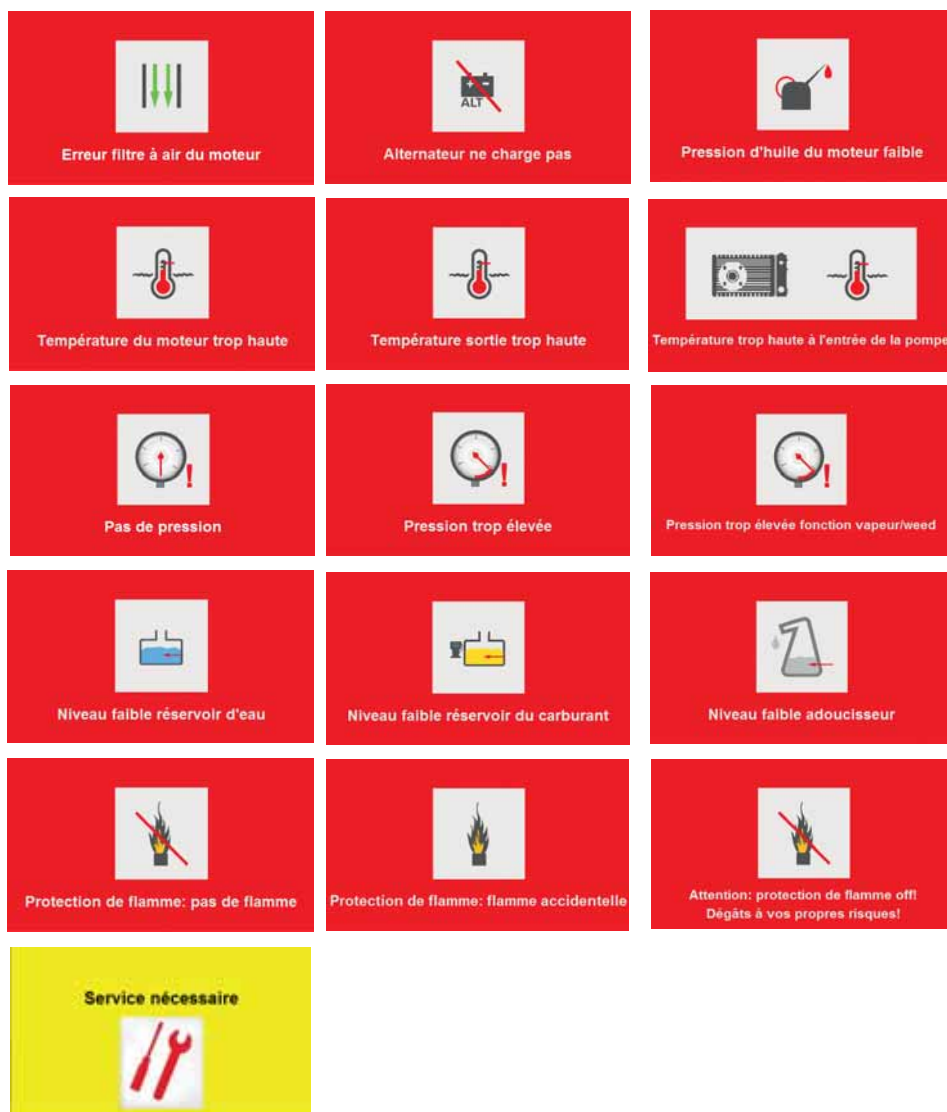 Erreur filtre à air du moteur
ALT
Alternateur ne charge pas
Pression d'huile du moteur faible
Température du moteur trop haute
Température sortie trop haute
Température trop haute à l'entrée de la pompe
Pas de pression
Pression trop élevée
Pression trop élevée fonction vapeur/weed
Niveau faible réservoir d'eau
Niveau faible réservoir du carburant
Niveau faible adoucisseur
Protection de flamme: pas de flamme
Protection de flamme: flamme accidentelle
Attention: protection de flamme off!
Dégâts à vos propres risques!
Service nécessaire